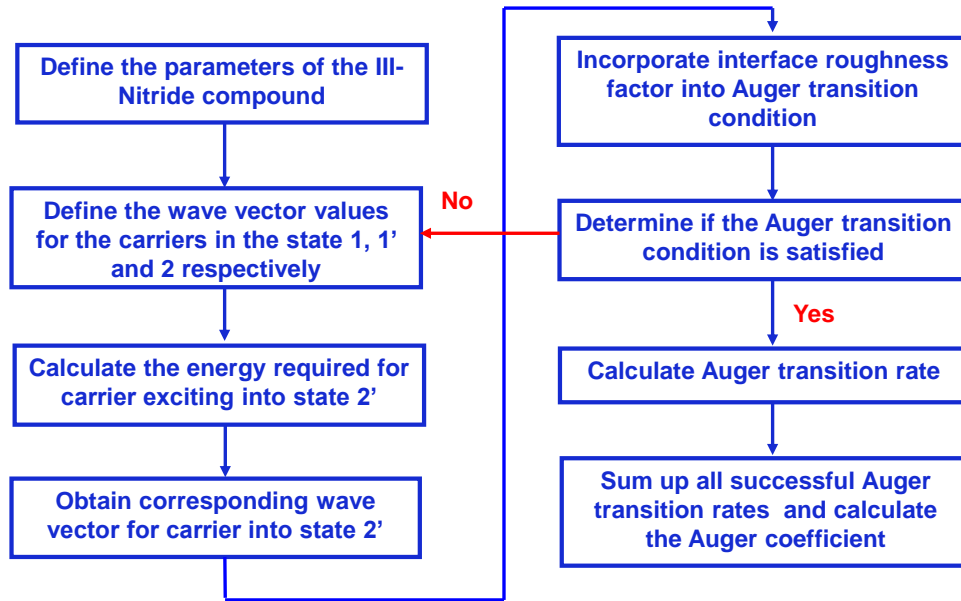 Define the parameters of the III-
Nitride compound
Define the wave vector values
for the carriers in the state 1, 1’
and 2 respectively
Calculate the energy required for
carrier exciting into state 2’
Obtain corresponding wave
vector for carrier into state 2’
Incorporate interface roughness
factor into Auger transition
condition
No
Determine if the Auger transition
condition is satisfied
Yes
Calculate Auger transition rate
Sum up all successful Auger
transition rates  and calculate
the Auger coefficient